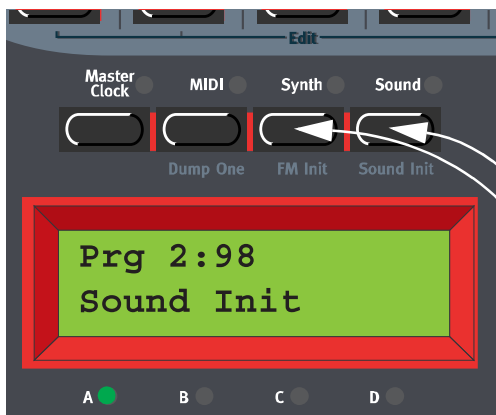 Edit
Master Clock MIDI Synth Sound
Dump One FM Init Sound Init
Prg 2:98
Sound Init
A B C D